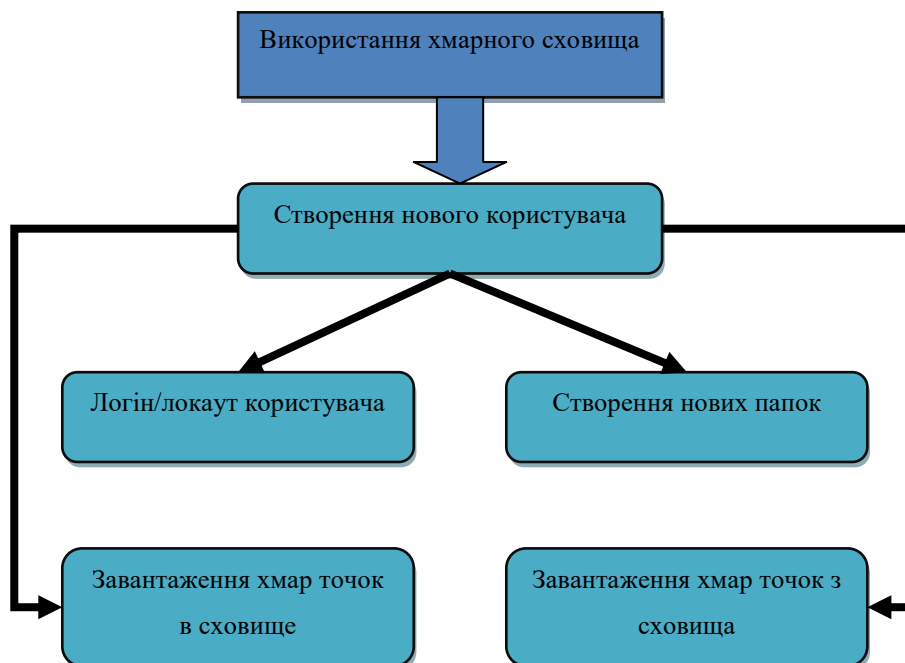 Використання хмарного сховища
Створення нового користувача
Логін/локаут користувача
Створення нових папок
Завантаження хмар точок
в сховище
Завантаження хмар точок з
сховища